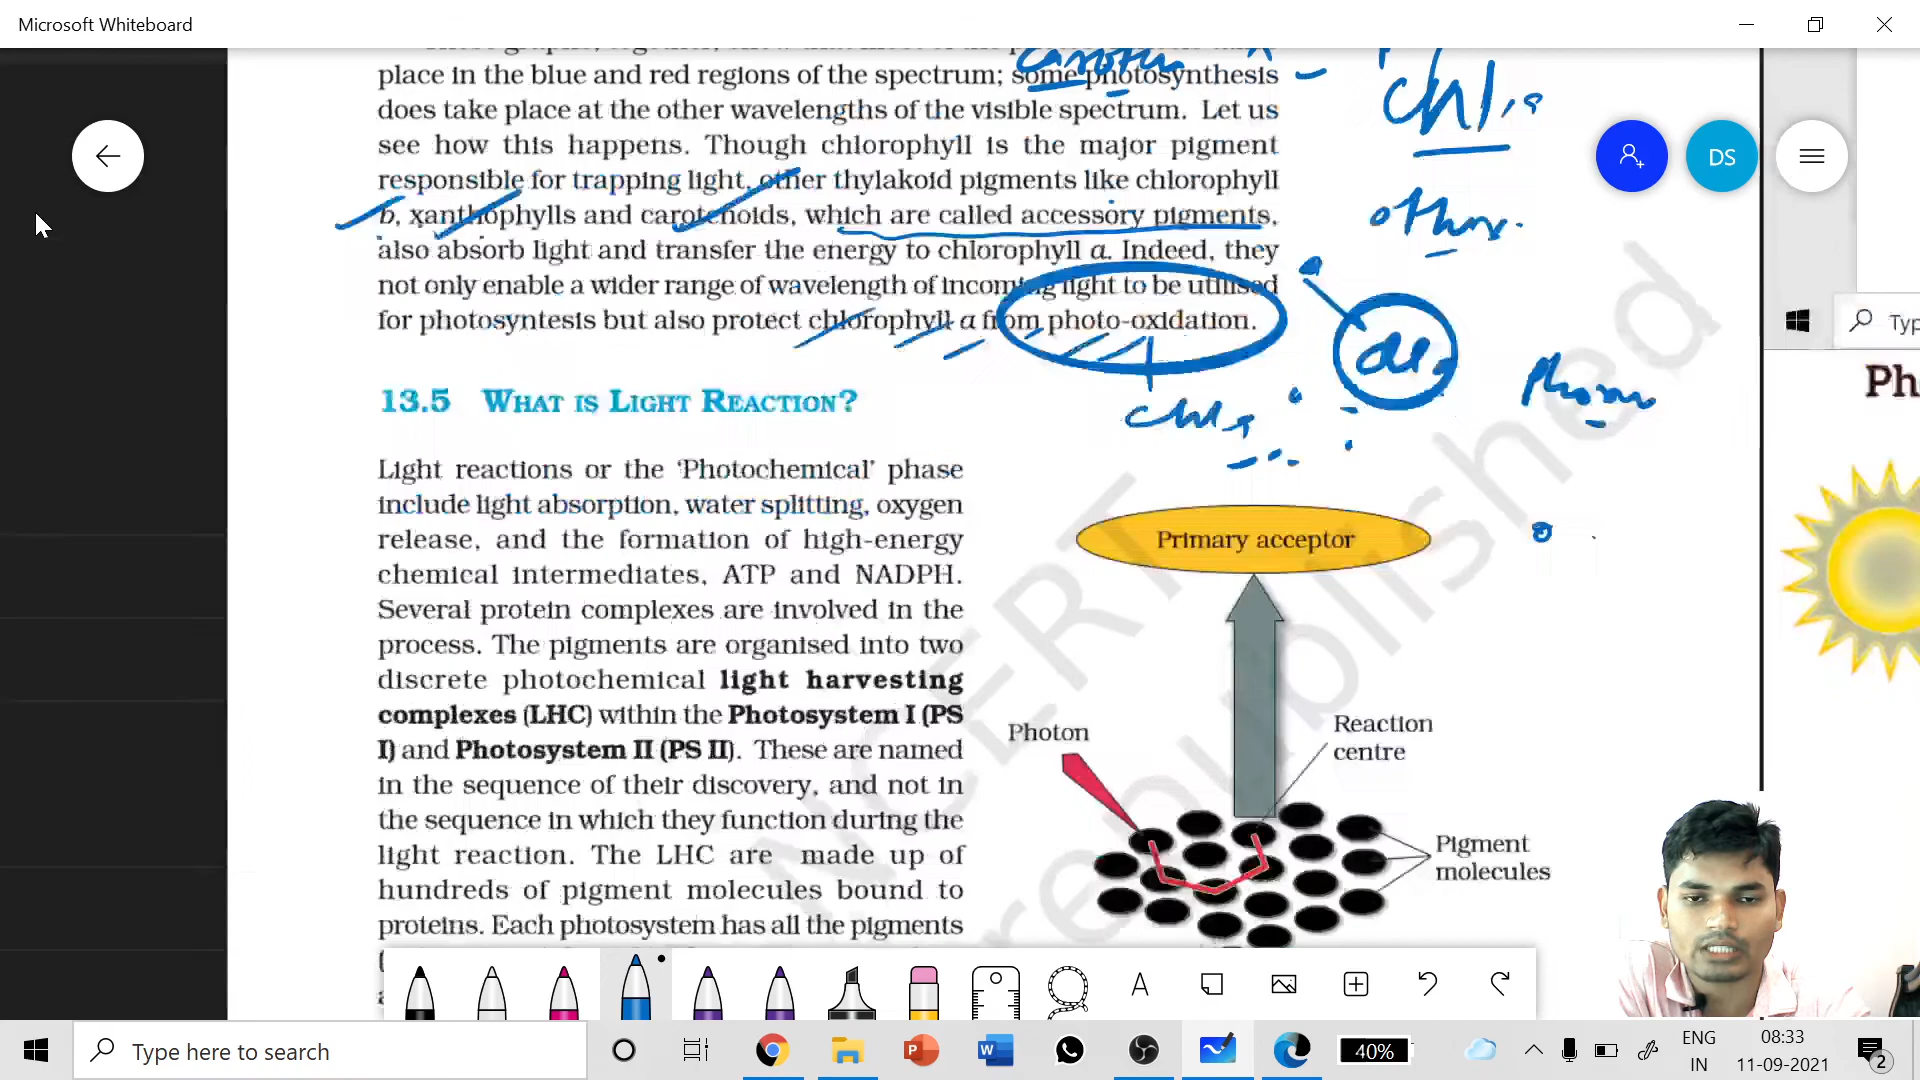 Microsoft Whiteboard
place in the blue and red regions of the spectrum; some photosynthesis
does take place at the other wavelengths of the visible spectrum. Let us
see how this happens. Though chlorophyll is the major pigment
responsible for trapping light, other thylakoid pigments like chlorophyll
b, xanthophylls and carotenoids, which are called accessory pigments,
also absorb light and transfer the energy to chlorophyll a. Indeed, they
not only enable a wider range of wavelength of incoming light to be utilised
for photosyntesis but also protect chlorophyll a from photo-oxidation.
chl
others.
chl
13.5 WHAT IS LIGHT REACTION?
Light reactions or the 'Photochemical' phase
include light absorption, water splitting, oxygen
release, and the formation of high-energy
chemical intermediates, ATP and NADPH.
Several protein complexes are involved in the
process. The pigments are organised into two
discrete photochemical light harvesting
complexes (LHC) within the Photosystem I (PS
I) and Photosystem II (PS II). These are named
in the sequence of their discovery, and not in
the sequence in which they function during the
light reaction. The LHC are made up of
hundreds of pigment molecules bound to
proteins. Each photosystem has all the pigments
Primary acceptor
Photon
Reaction
centre
Pigment
molecules
NCERT
republished
DS
Typ
Ph
A
Type here to search
40%
ENG
IN
08:33
11-09-2021
2